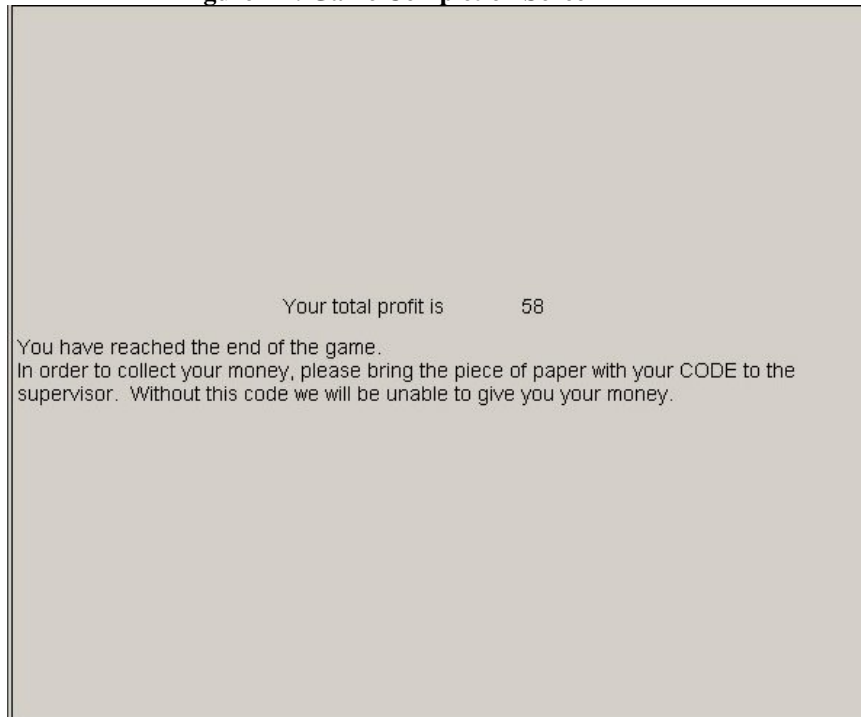 Your total profit is 58
You have reached the end of the game.
In order to collect your money, please bring the piece of paper with your CODE to the
supervisor. Without this code we will be unable to give you your money.